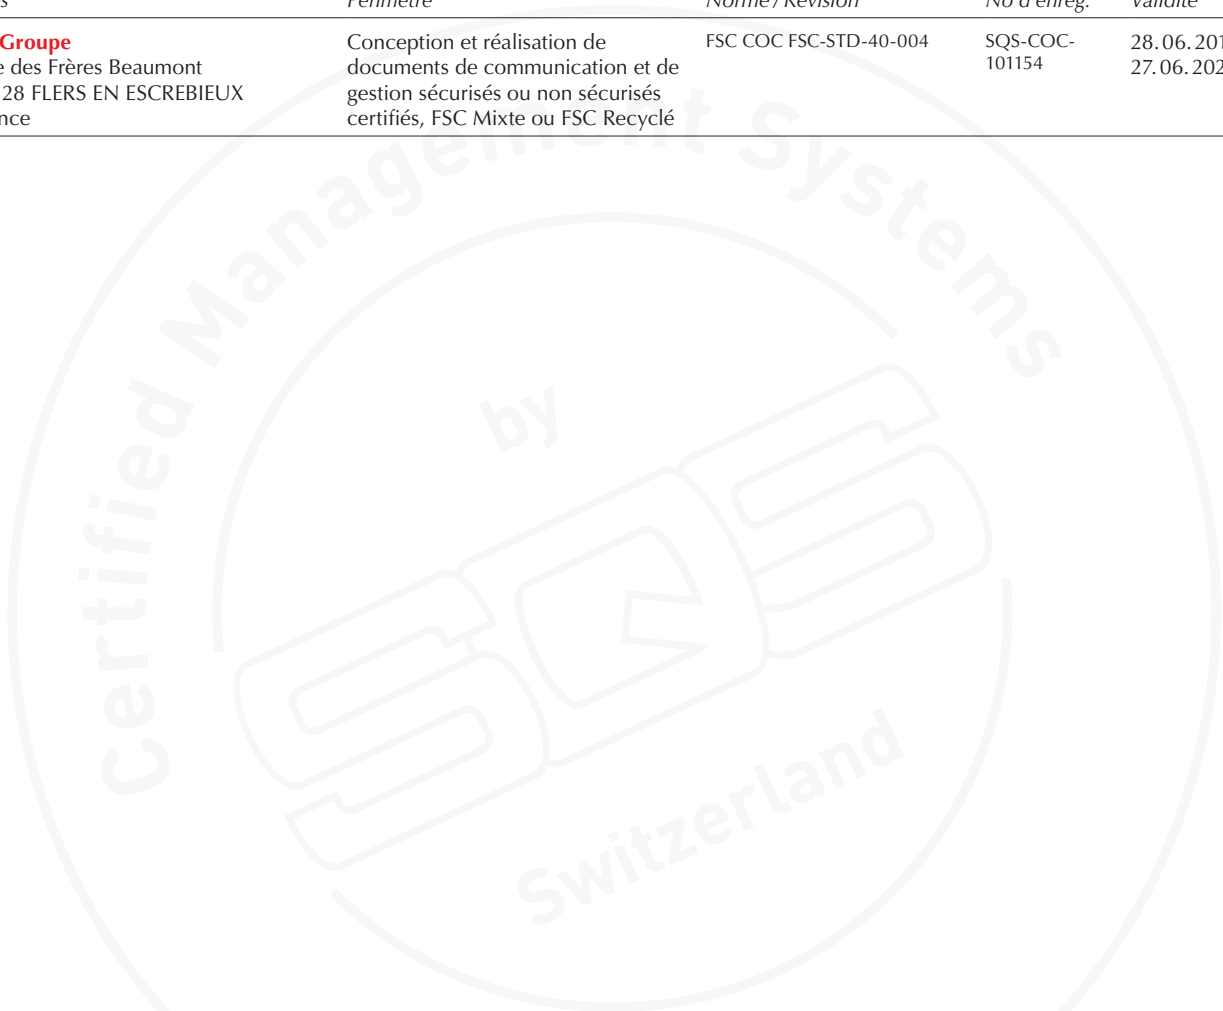 s Périmètre Norme / Révision No d'enreg. Validité
Groupe Conception et réalisation de FSC COC FSC-STD-40-004 SQS-COC- 28. 06. 201
e des Frères Beaumont documents de communication et de 101154 27. 06. 202
28 FLERS EN ESCREBIEUX gestion sécurisés ou non sécurisés
nce certifiés, FSC Mixte ou FSC Recyclé
Certified Management Systems
by
SQS
Switzerland